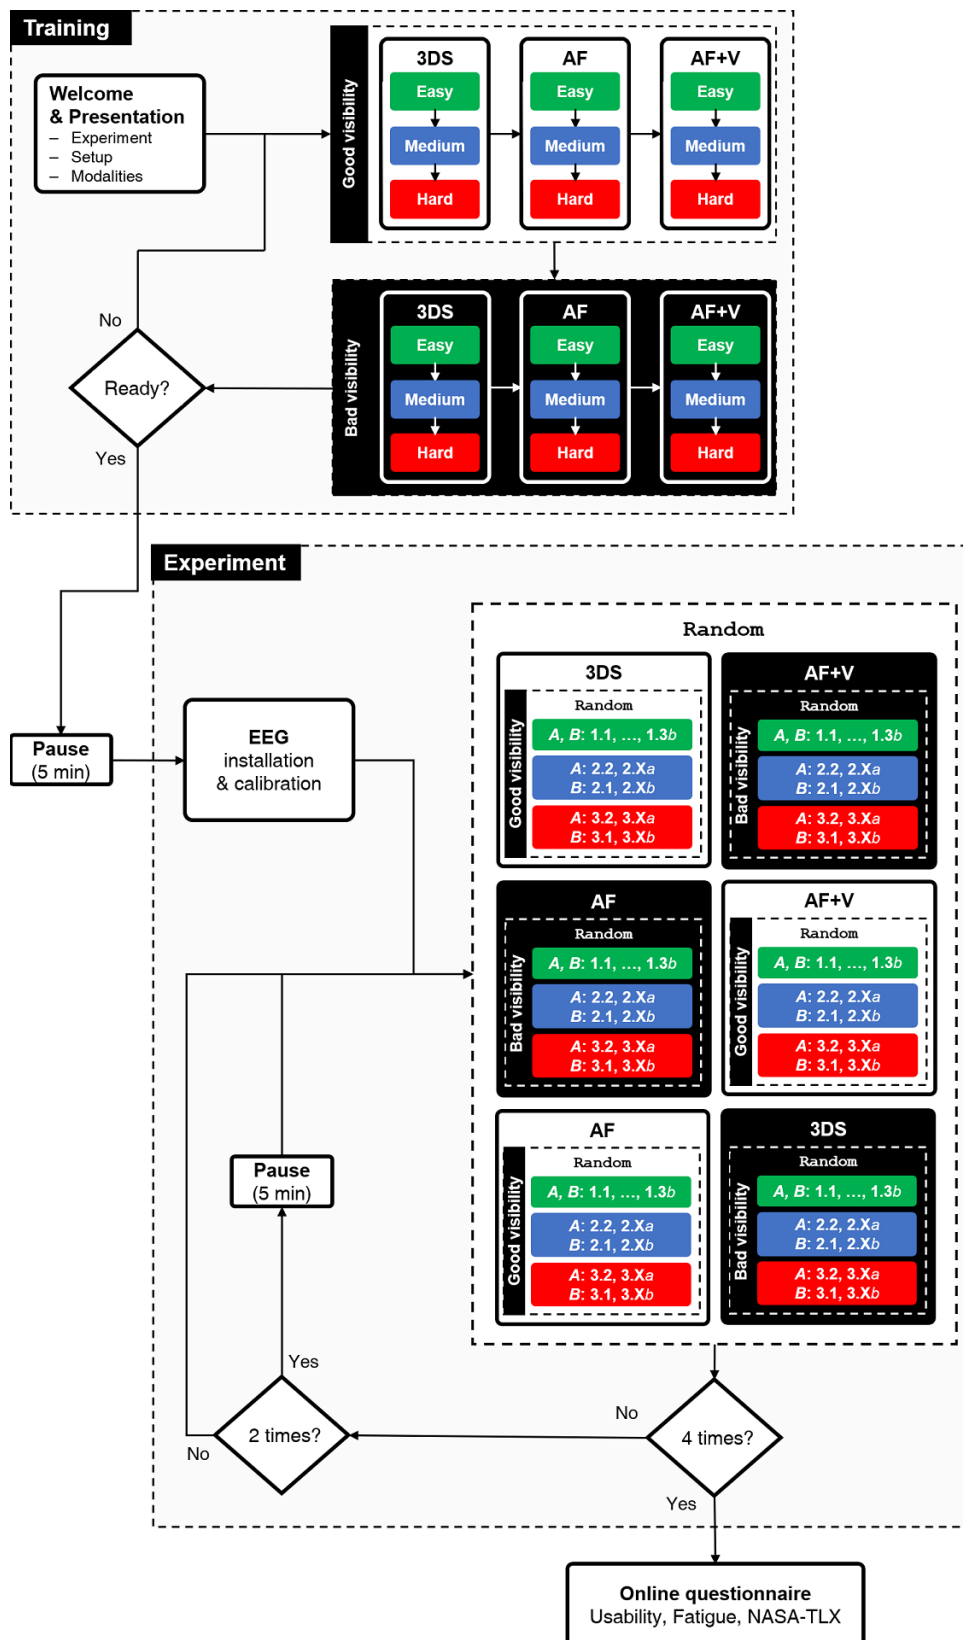 Training
Welcome
& Presentation
– Experiment
– Setup
– Modalities
Good visibility
3DS
Easy
Medium
Hard
AF
Easy
Medium
Hard
AF+V
Easy
Medium
Hard
Bad visibility
3DS
Easy
Medium
Hard
AF
Easy
Medium
Hard
AF+V
Easy
Medium
Hard
No
Ready?
Yes
Experiment
Pause
(5 min)
EEG
installation
& calibration
Random
3DS
Good visibility
Random
A, B: 1.1, ..., 1.3b
A: 2.2, 2.Xa
B: 2.1, 2.Xb
A: 3.2, 3.Xa
B: 3.1, 3.Xb
AF+V
Bad visibility
Random
A, B: 1.1, ..., 1.3b
A: 2.2, 2.Xa
B: 2.1, 2.Xb
A: 3.2, 3.Xa
B: 3.1, 3.Xb
AF
Bad visibility
Random
A, B: 1.1, ..., 1.3b
A: 2.2, 2.Xa
B: 2.1, 2.Xb
A: 3.2, 3.Xa
B: 3.1, 3.Xb
AF+V
Good visibility
Random
A, B: 1.1, ..., 1.3b
A: 2.2, 2.Xa
B: 2.1, 2.Xb
A: 3.2, 3.Xa
B: 3.1, 3.Xb
AF
Good visibility
Random
A, B: 1.1, ..., 1.3b
A: 2.2, 2.Xa
B: 2.1, 2.Xb
A: 3.2, 3.Xa
B: 3.1, 3.Xb
3DS
Bad visibility
Random
A, B: 1.1, ..., 1.3b
A: 2.2, 2.Xa
B: 2.1, 2.Xb
A: 3.2, 3.Xa
B: 3.1, 3.Xb
Pause
(5 min)
Yes
2 times?
No
No
4 times?
Yes
Online questionnaire
Usability, Fatigue, NASA-TLX